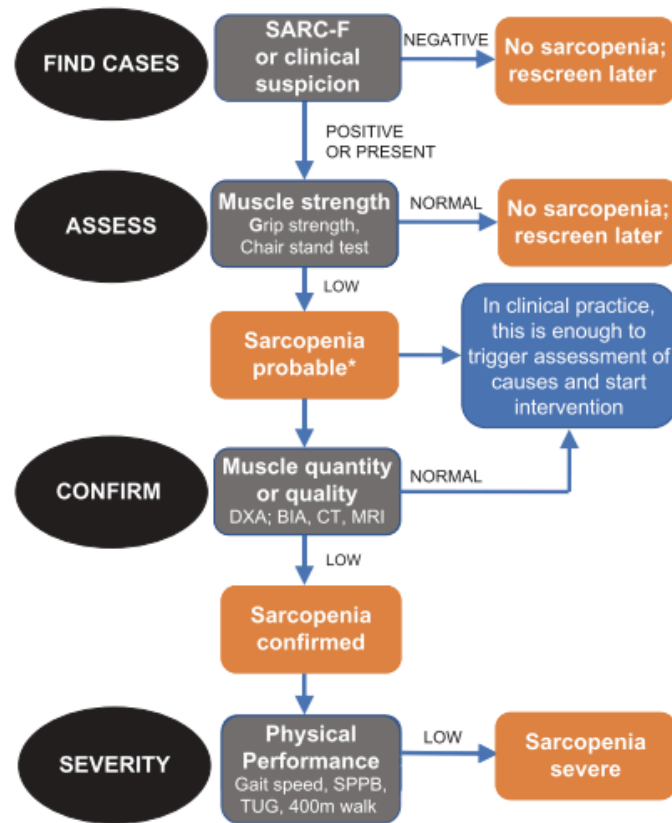 FIND CASES
SARC-F
or clinical
suspicion
NEGATIVE
No sarcopenia;
rescreen later
POSITIVE
OR PRESENT
ASSESS
Muscle strength
Grip strength,
Chair stand test
NORMAL
No sarcopenia;
rescreen later
LOW
Sarcopenia
probable*
In clinical practice,
this is enough to
trigger assessment of
causes and start
intervention
CONFIRM
Muscle quantity
or quality
DXA; BIA, CT, MRI
NORMAL
LOW
Sarcopenia
confirmed
SEVERITY
Physical
Performance
Gait speed, SPPB,
TUG, 400m walk
LOW
Sarcopenia
severe